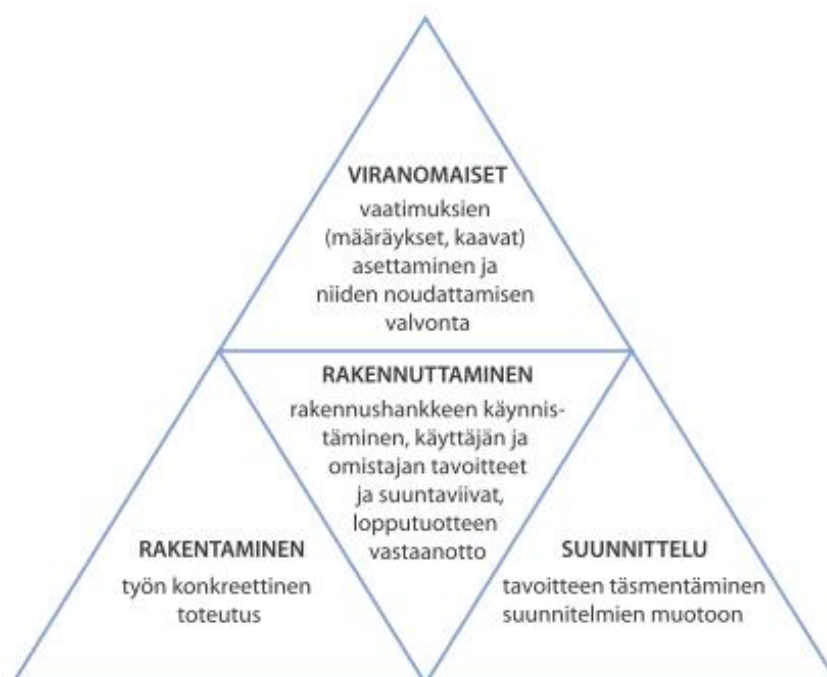 VIRANOMAISET
vaatimuksien
(määräykset, kaavat)
asettaminen ja
niiden noudattamisen
valvonta
RAKENNUTTAMINEN
rakennushankkeen käynnis-
täminen, käyttäjän ja
omistajan tavoitteet
ja suuntaviivat,
lopputuotteen
vastaanotto
RAKENTAMINEN
työn konkreettinen
toteutus
SUUNNITTELU
tavoitteen täsmentäminen
suunnitelmien muotoon